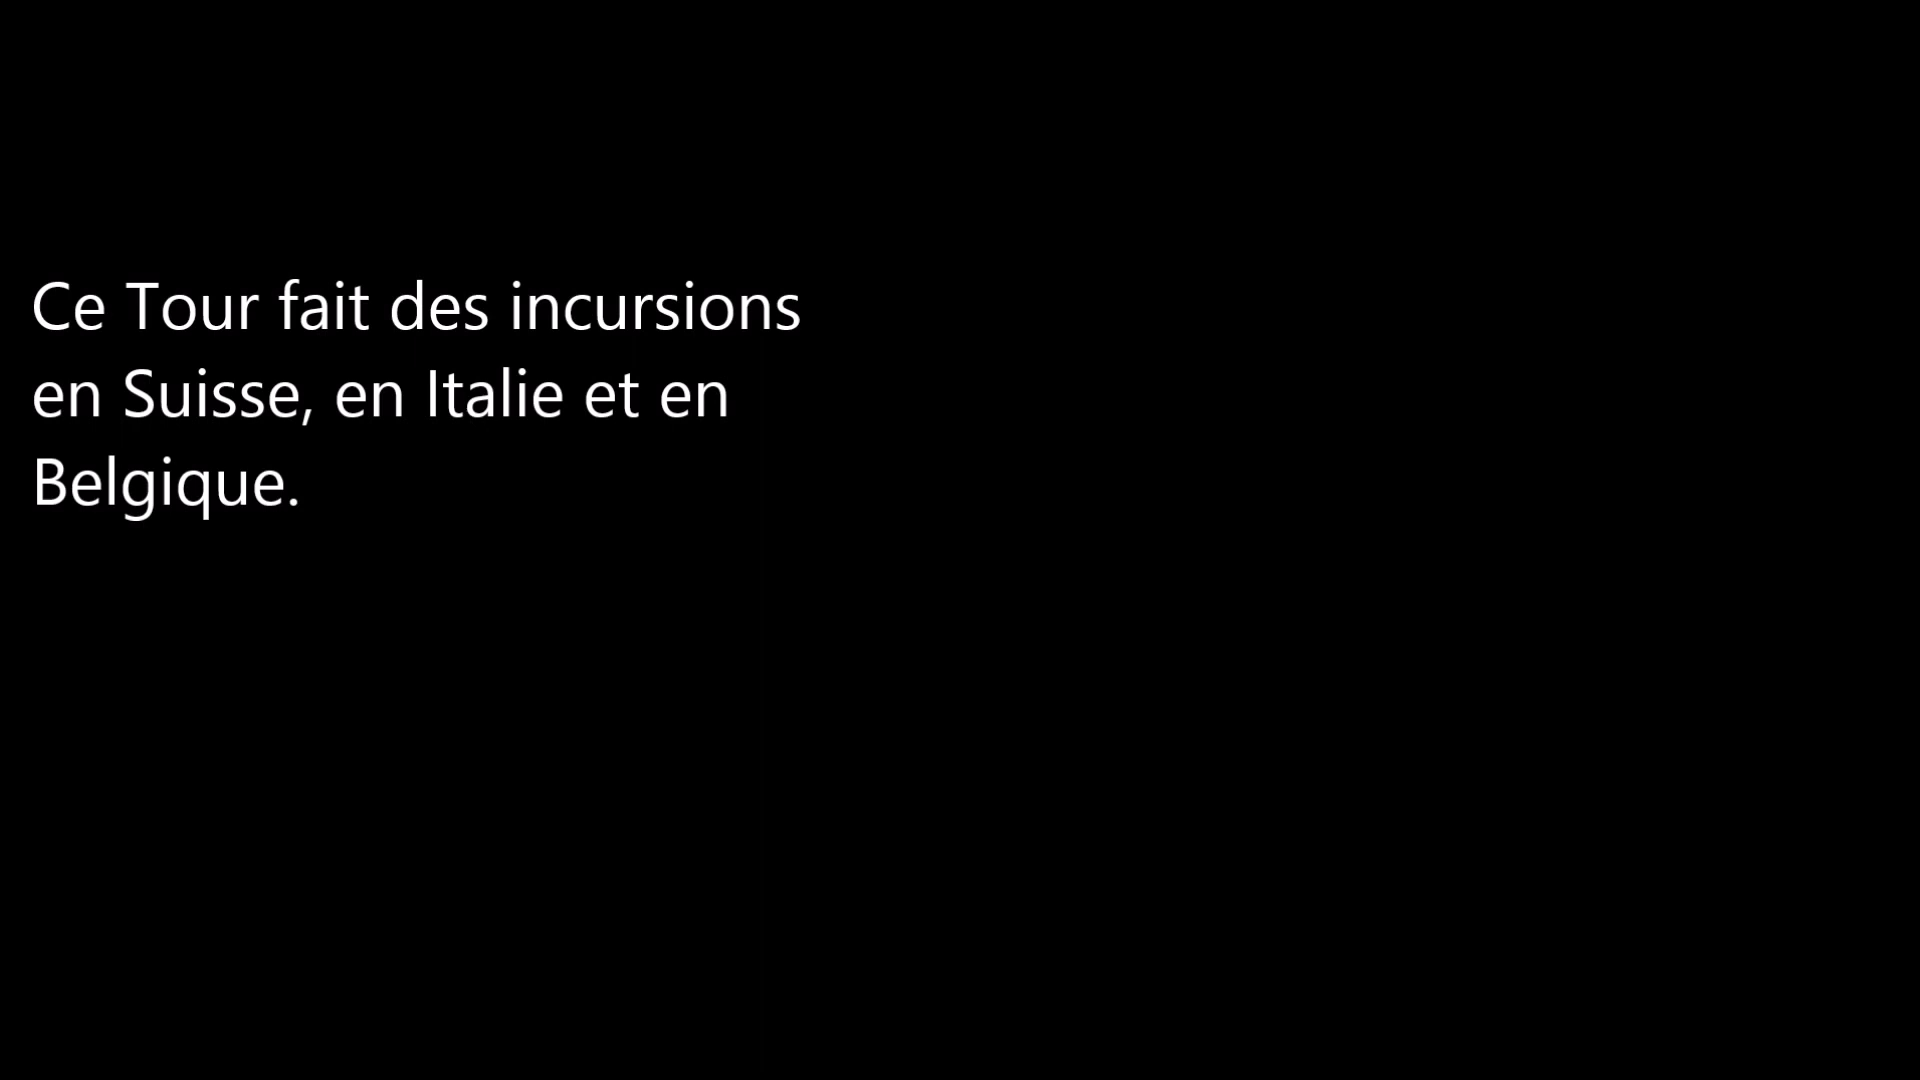 Ce Tour fait des incursions
en Suisse, en Italie et en
Belgique.